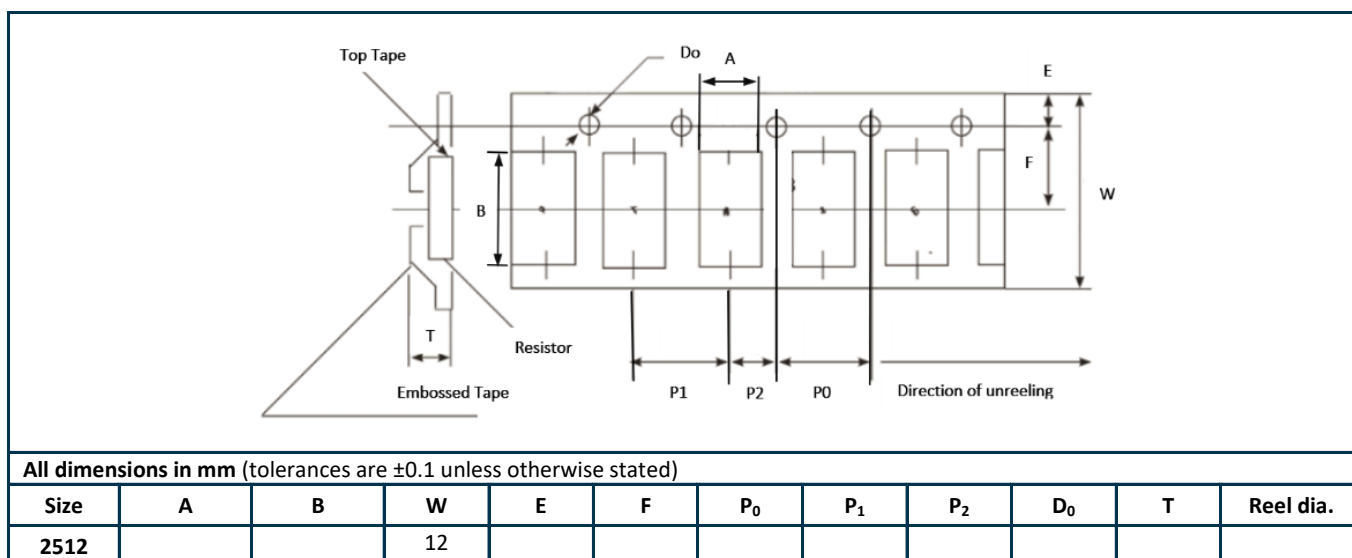 Top Tape
Do
A
E
F
B
W
T
Resistor
Embossed Tape
P1
P2
P0
Direction of unreeling
All dimensions in mm (tolerances are ±0.1 unless otherwise stated)
Size A B W E F P₀ P₁ P₂ D₀ T Reel dia.
2512 12